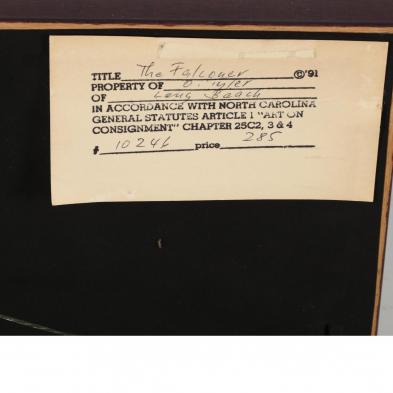 TITLE The Falconer ©'91
PROPERTY OF D. Tyler
OF Long Beach
IN ACCORDANCE WITH NORTH CAROLINA
GENERAL STATUTES ARTICLE I "ART ON
CONSIGNMENT" CHAPTER 25C2, 3 & 4
# 10246 price 285